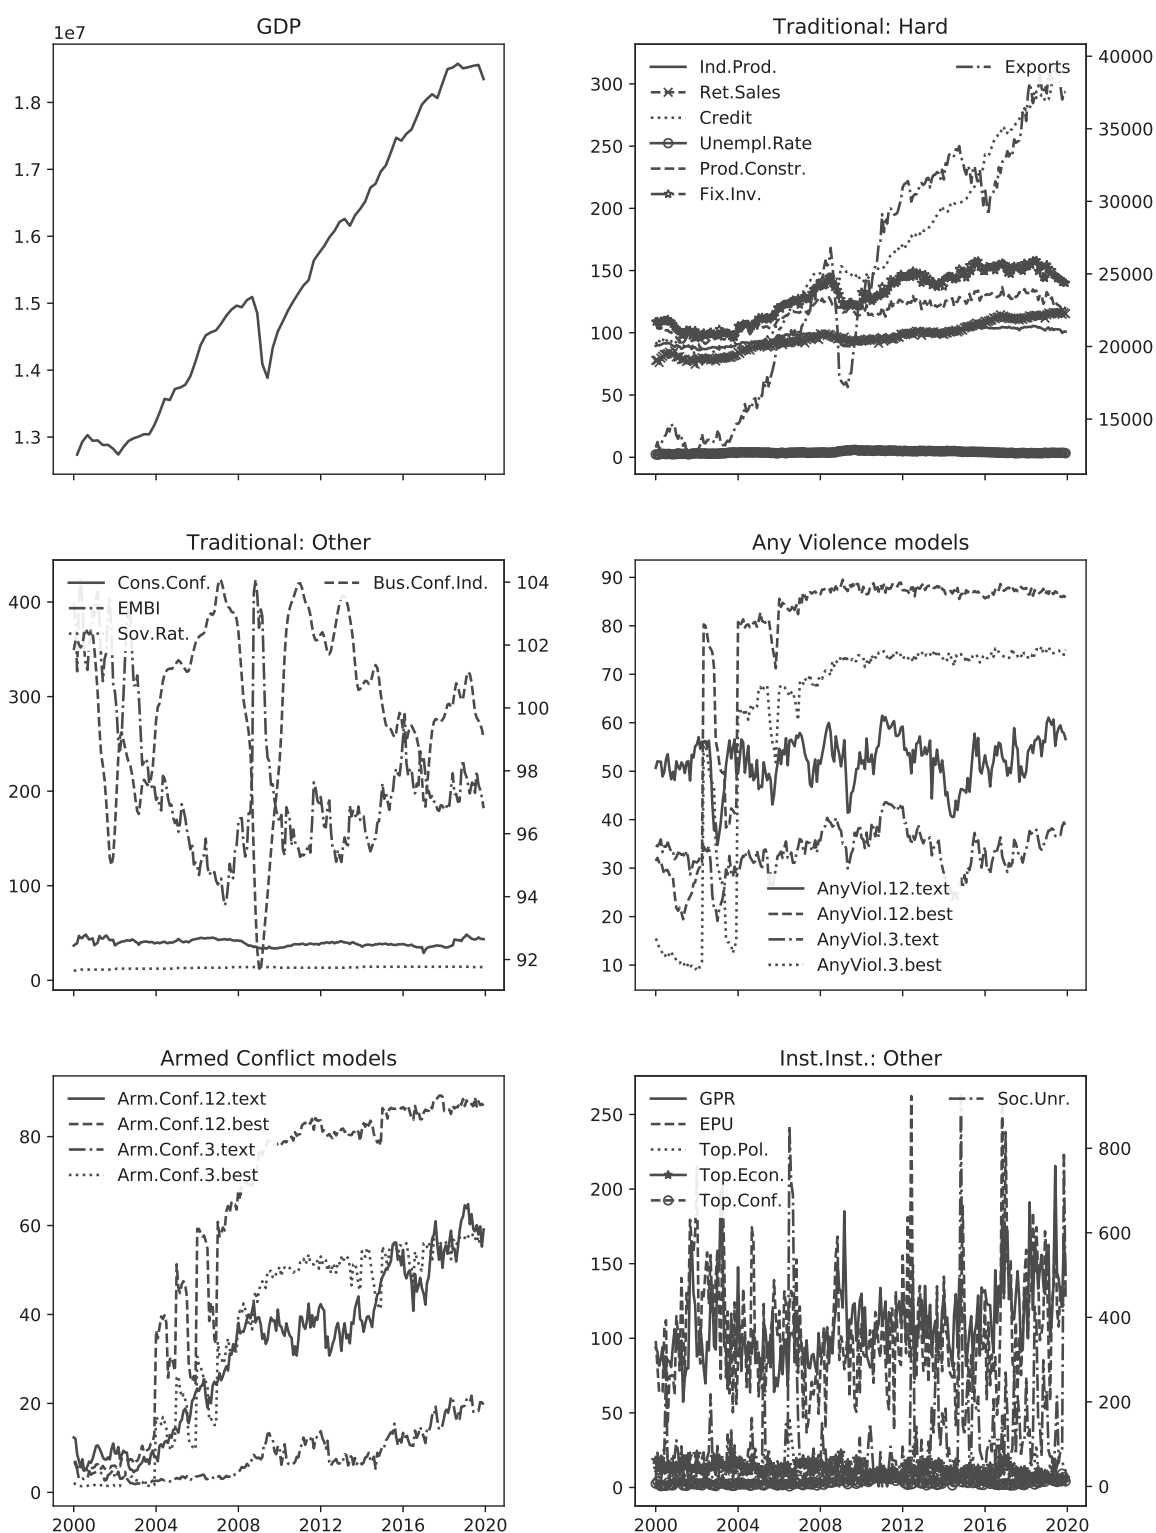 GDP
1e7
1.8
1.7
1.6
1.5
1.4
1.3
Traditional: Hard
Ind.Prod.
Ret.Sales
Credit
Unempl.Rate
Prod.Constr.
Fix.Inv.
Exports
300
250
200
150
100
50
0
40000
35000
30000
25000
20000
15000
Traditional: Other
Cons.Conf.
EMBI
Sov.Rat.
Bus.Conf.Ind.
400
300
200
100
0
104
102
100
98
96
94
92
Any Violence models
90
80
70
60
50
40
30
20
10
AnyViol.12.text
AnyViol.12.best
AnyViol.3.text
AnyViol.3.best
Armed Conflict models
Arm.Conf.12.text
Arm.Conf.12.best
Arm.Conf.3.text
Arm.Conf.3.best
80
60
40
20
0
2000 2004 2008 2012 2016 2020
Inst.Inst.: Other
GPR
EPU
Top.Pol.
Top.Econ.
Top.Conf.
Soc.Unr.
250
200
150
100
50
0
800
600
400
200
0
2000 2004 2008 2012 2016 2020